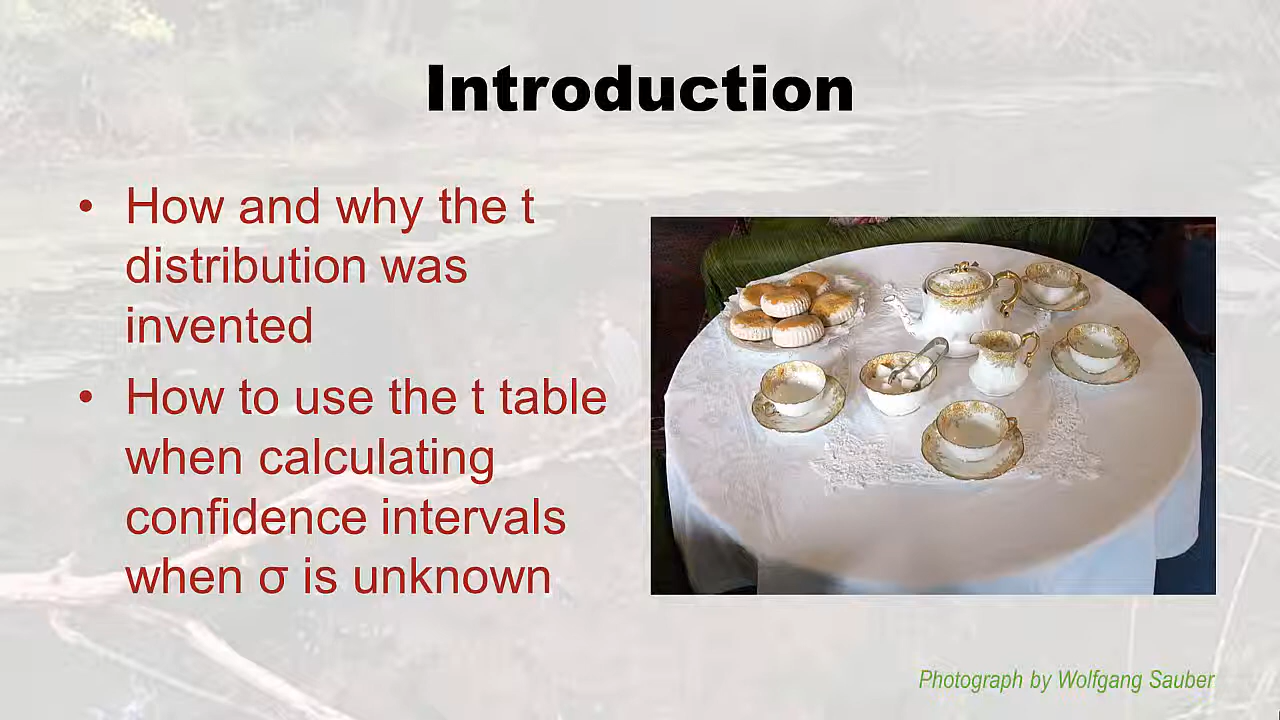 Introduction
• How and why the t
distribution was
invented
• How to use the t table
when calculating
confidence intervals
when σ is unknown
Photograph by Wolfgang Sauber